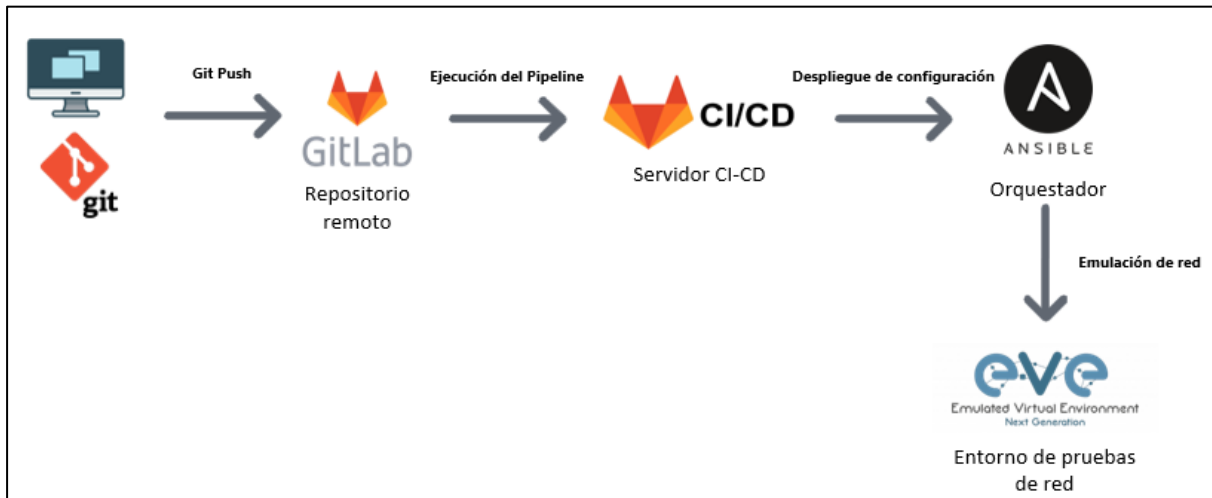 git
Git Push
GitLab
Repositorio
remoto
Ejecución del Pipeline
CI/CD
Servidor CI-CD
Despliegue de configuración
A
ANSIBLE
Orquestador
Emulación de red
eve
Emulated Virtual Environment
Next Generation
Entorno de pruebas
de red